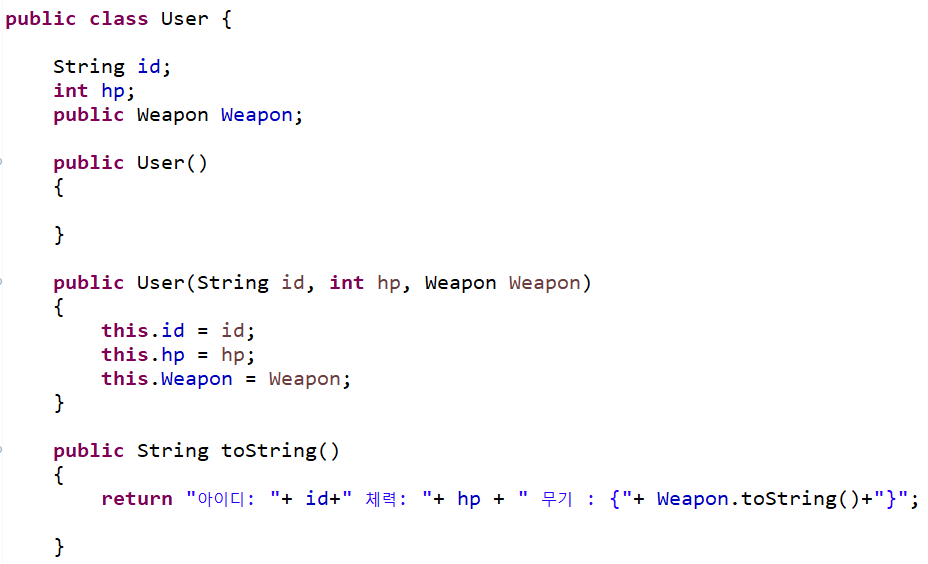 public class User {
String id;
int hp;
public Weapon Weapon;
public User()
{
}
public User(String id, int hp, Weapon Weapon)
{
this.id = id;
this.hp = hp;
this.Weapon = Weapon;
}
public String toString()
{
return "아이디: "+ id+" 체력: "+ hp + " 무기 : {"+ Weapon.toString()+"}";
}